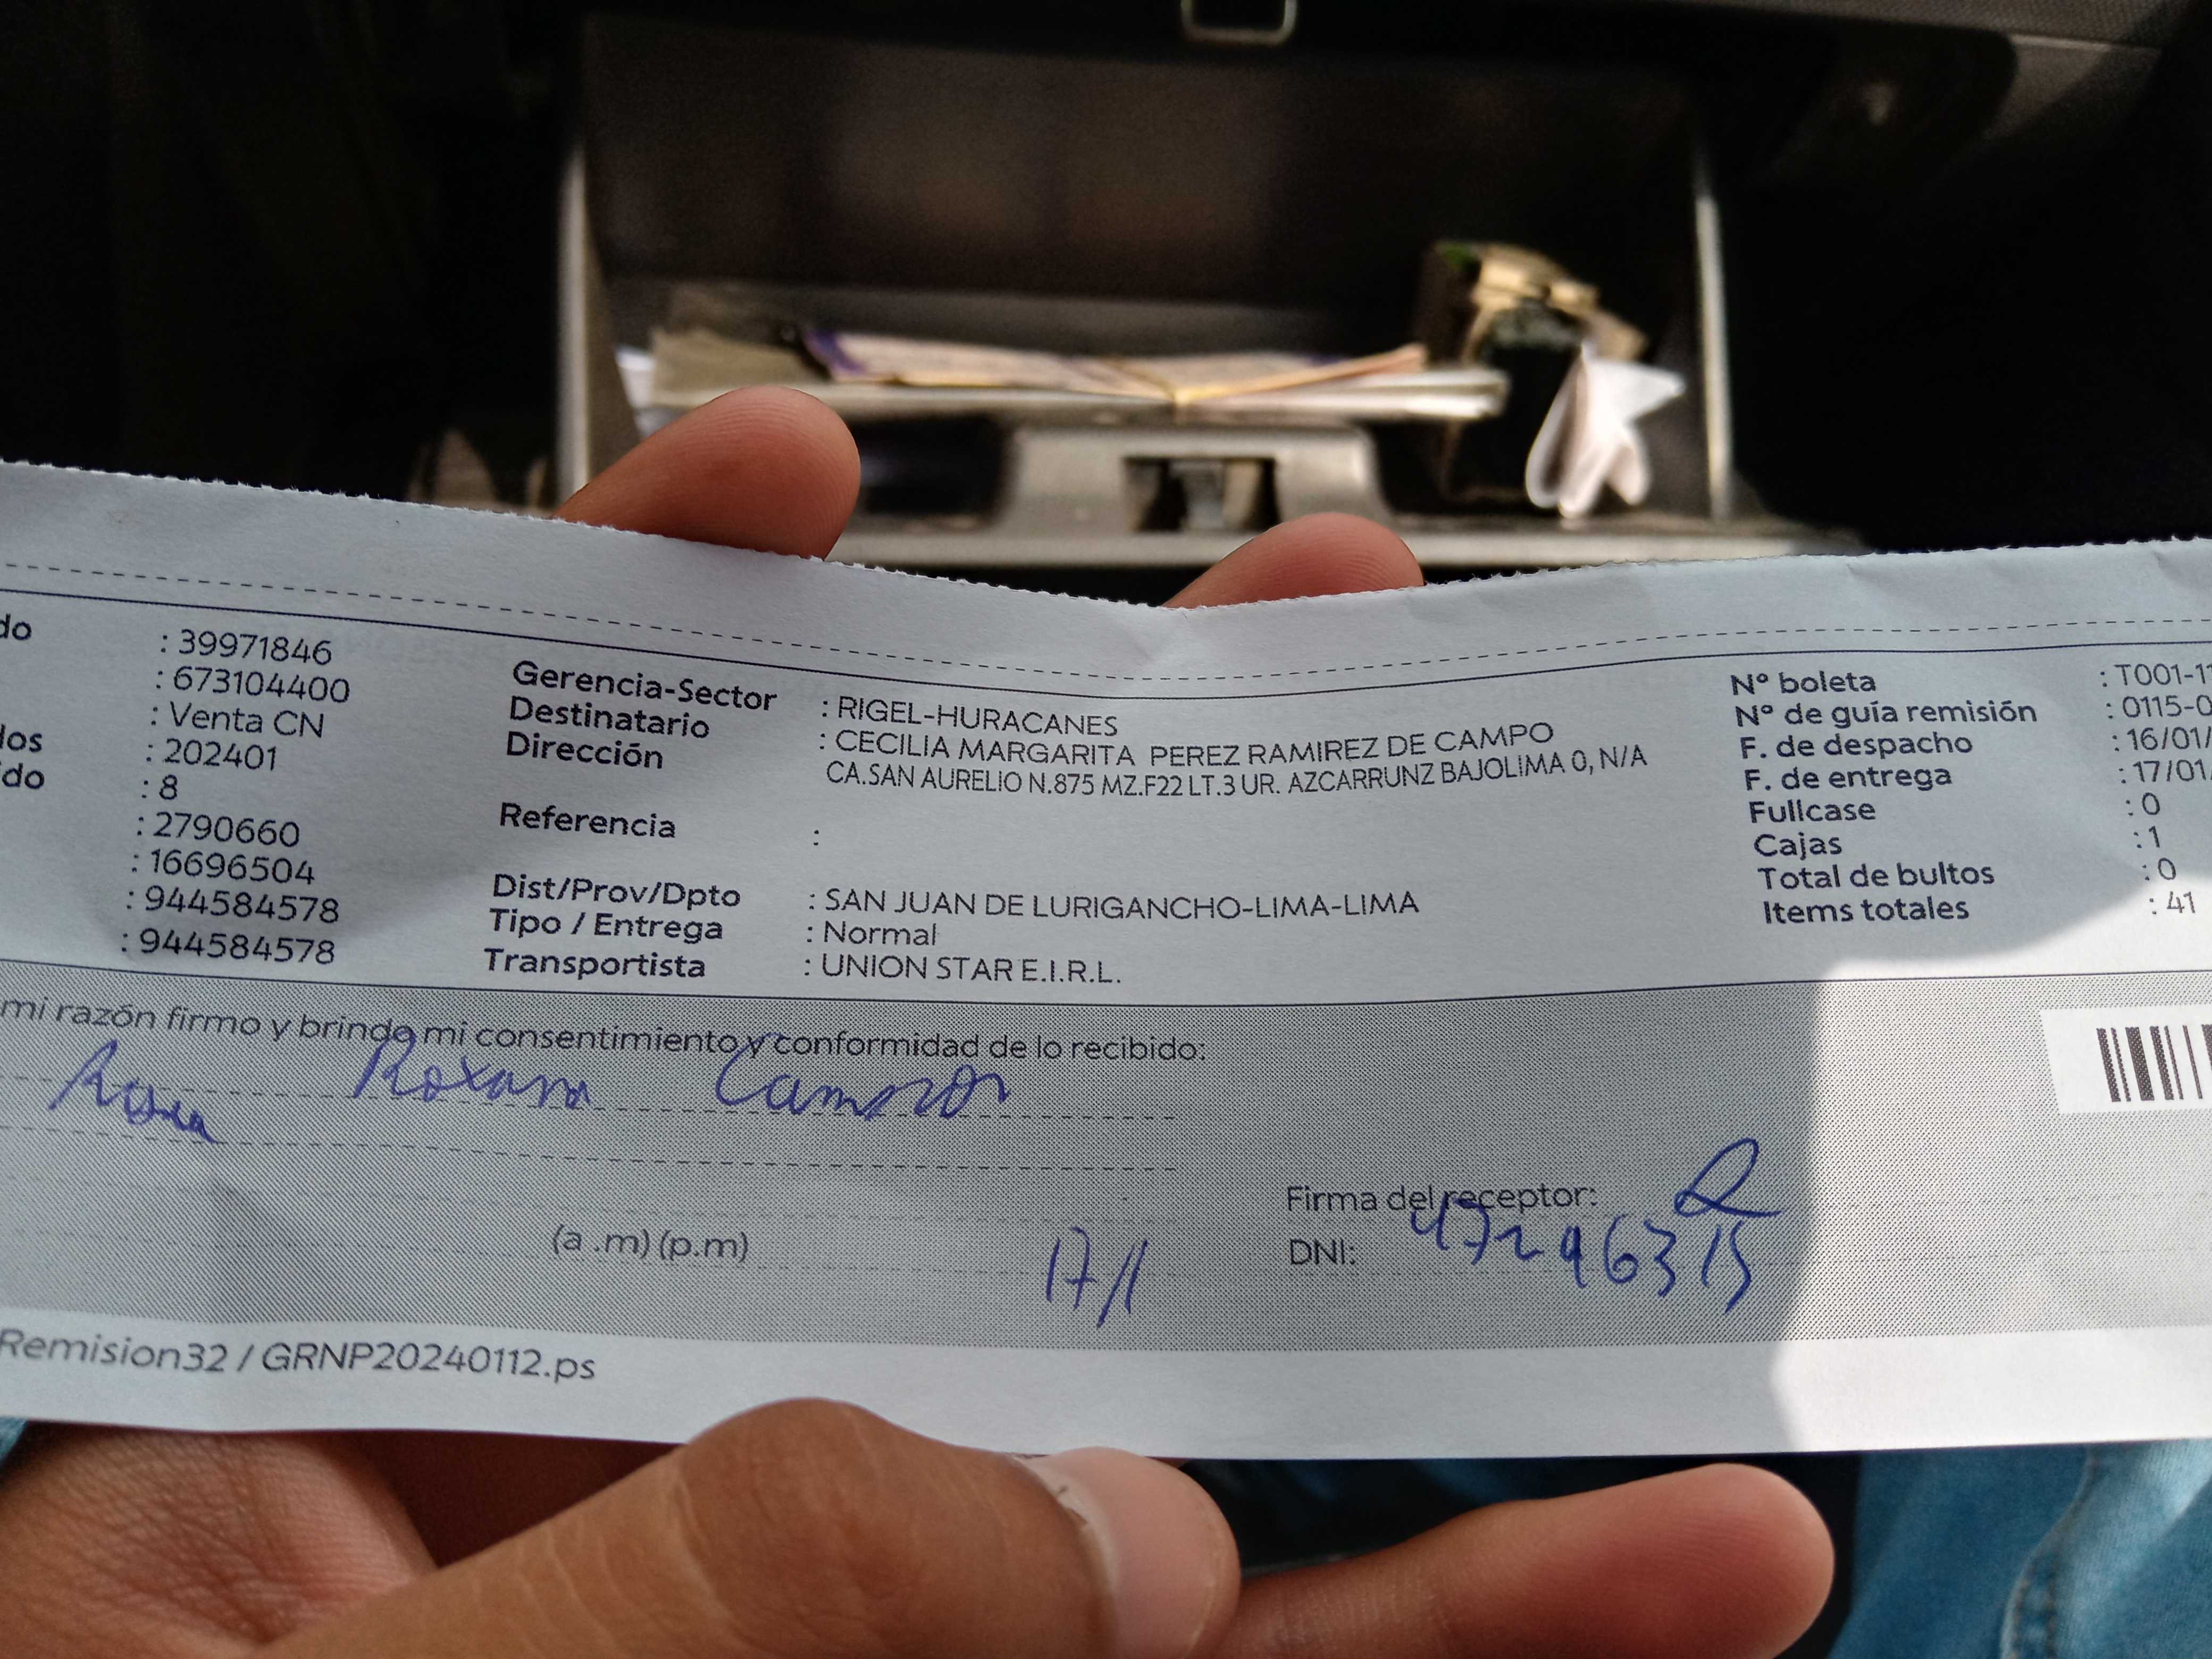 do : 39971846
: 673104400
: Venta CN
los : 202401
do : 8
: 2790660
: 16696504
: 944584578
: 944584578
Gerencia-Sector : RIGEL-HURACANES
Destinatario : CECILIA MARGARITA PEREZ RAMIREZ DE CAMPO
Dirección CA.SAN AURELIO N.875 MZ.F22 LT.3 UR. AZCARRUNZ BAJOLIMA 0, N/A
Referencia :
Dist/Prov/Dpto : SAN JUAN DE LURIGANCHO-LIMA-LIMA
Tipo / Entrega : Normal
Transportista : UNION STAR E.I.R.L.
Nº boleta : T001-11
Nº de guía remisión : 0115-0
F. de despacho : 16/01/
F. de entrega : 17/01/
Fullcase : 0
Cajas : 1
Total de bultos : 0
Items totales : 41
mi razón firmo y brindo mi consentimiento y conformidad de lo recibido:
Roxana
Firma del receptor:
(a .m) (p.m) 17/1 DNI: 47296315
Remision32 / GRNP20240112.ps